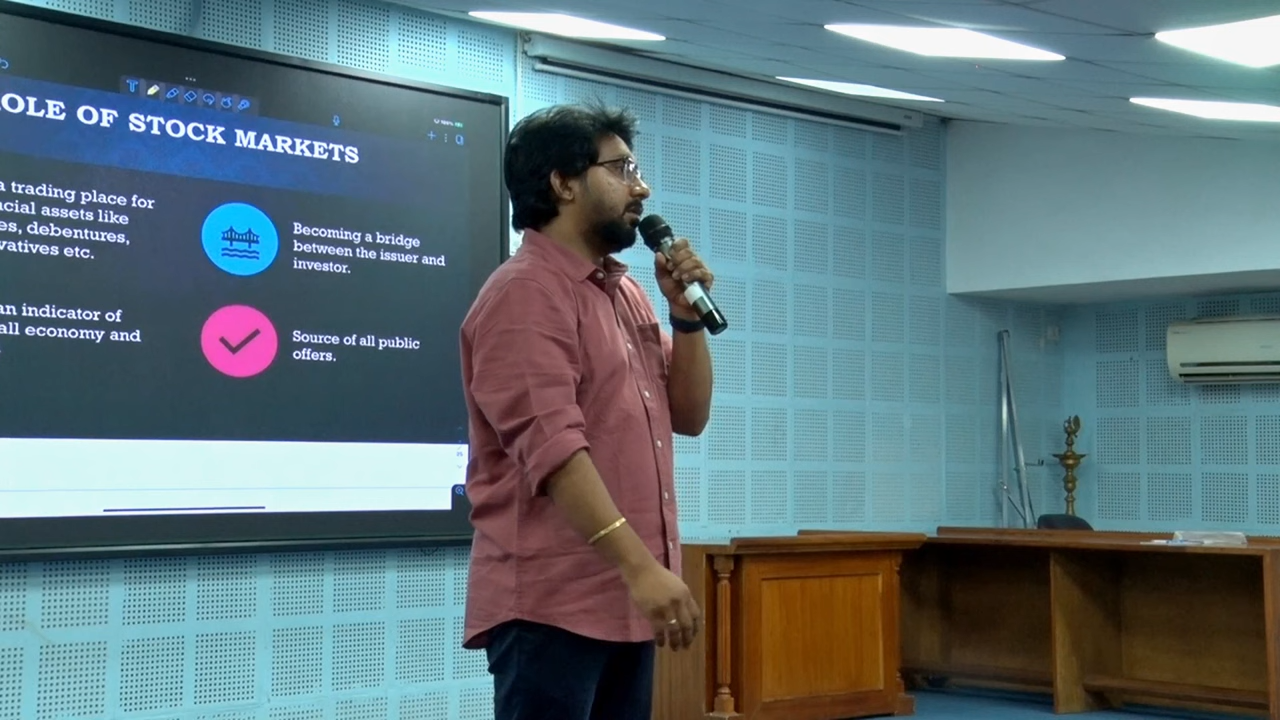 OLE OF STOCK MARKETS
a trading place for
cial assets like
es, debentures,
vatives etc.
Becoming a bridge
between the issuer and
investor.
an indicator of
all economy and
Source of all public
offers.